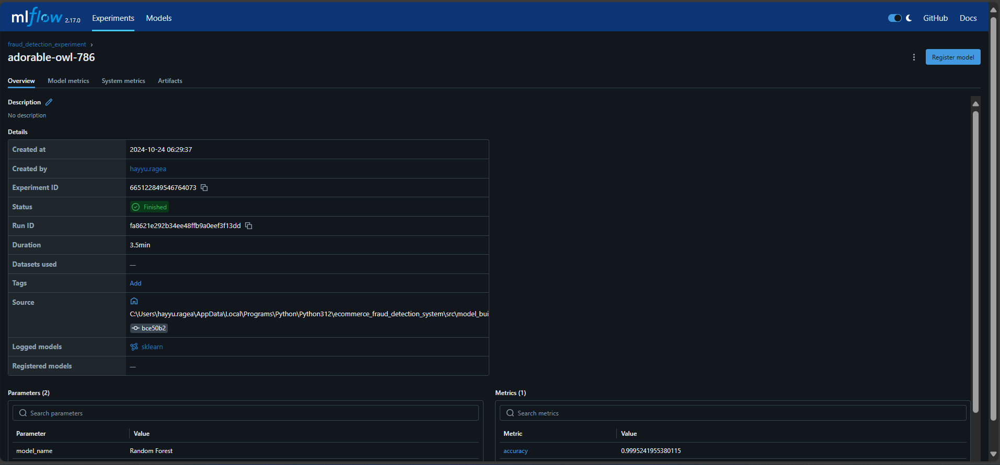 mlflow 2.17.0 Experiments Models GitHub Docs
fraud_detection_experiment
adorable-owl-786
Register model
Overview Model metrics System metrics Artifacts
Description
No description
Details
Created at 2024-10-24 06:29:37
Created by hayyu.ragea
Experiment ID 665122849546764073
Status Finished
Run ID fa8621e292b34ee48ffb9a0eef3f13dd
Duration 3.5min
Datasets used —
Tags Add
Source
C:\Users\hayyu.ragea\AppData\Local\Programs\Python\Python312\ecommerce_fraud_detection_system\src\model_bui
bce50b2
Logged models sklearn
Registered models —
Parameters (2) Metrics (1)
Search parameters Search metrics
Parameter Value Metric Value
model_name Random Forest accuracy 0.9995241955380115